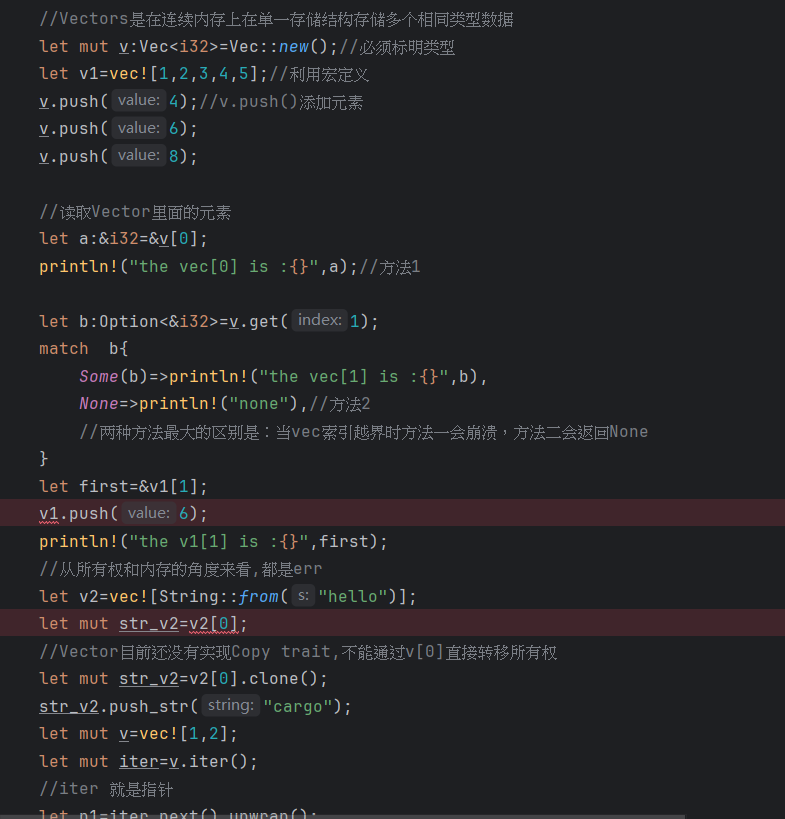 //Vectors是在连续内存上在单一存储结构存储多个相同类型数据
let mut v:Vec<i32>=Vec::new();//必须标明类型
let v1=vec![1,2,3,4,5];//利用宏定义
v.push( value: 4);//v.push()添加元素
v.push( value: 6);
v.push( value: 8);
//读取Vector里面的元素
let a:&i32=&v[0];
println!("the vec[0] is :{}",a);//方法1
let b:Option<&i32>=v.get( index: 1);
match  b{
Some(b)=>println!("the vec[1] is :{}",b),
None=>println!("none"),//方法2
//两种方法最大的区别是：当vec索引越界时方法一会崩溃，方法二会返回None
}
let first=&v1[1];
v1.push( value: 6);
println!("the v1[1] is :{}",first);
//从所有权和内存的角度来看,都是err
let v2=vec![String::from( s: "hello")];
let mut str_v2=v2[0];
//Vector目前还没有实现Copy trait,不能通过v[0]直接转移所有权
let mut str_v2=v2[0].clone();
str_v2.push_str( string: "cargo");
let mut v=vec![1,2];
let mut iter=v.iter();
//iter 就是指针
let n1=iter.next().unwrap();